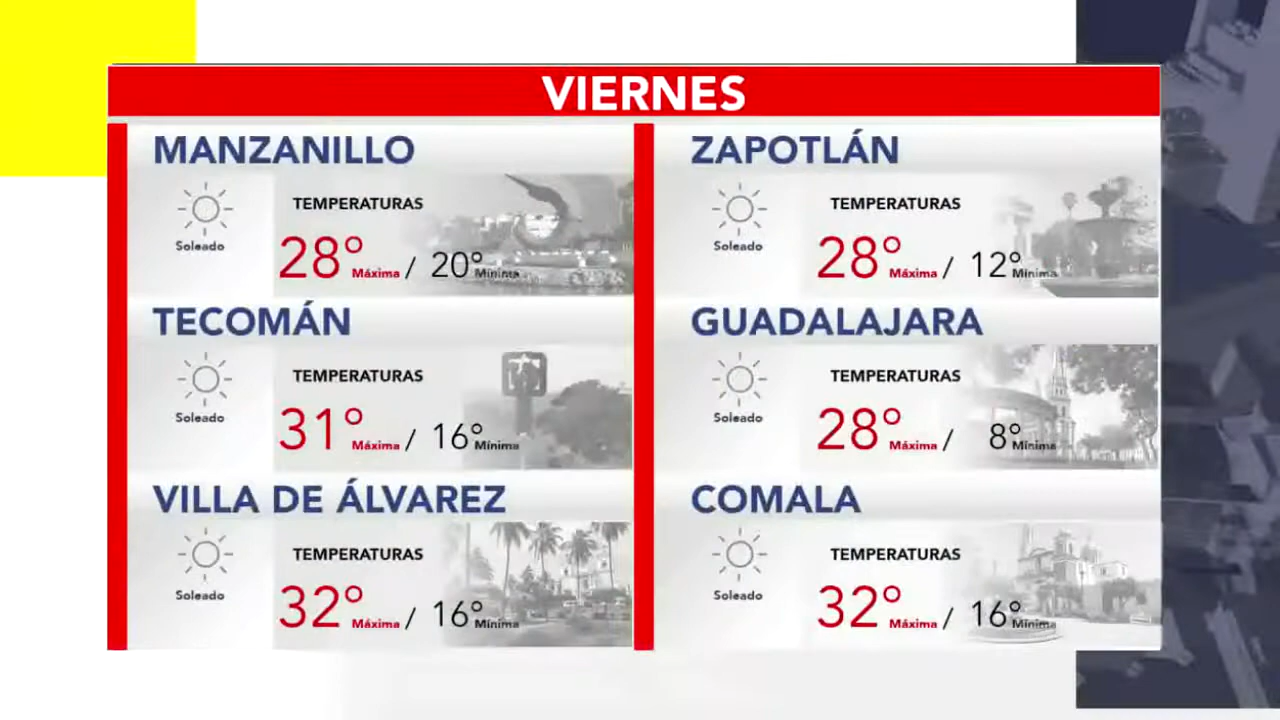 VIERNES
MANZANILLO
TEMPERATURAS
Soleado
28° Máxima / 20° Mínima
TECOMÁN
TEMPERATURAS
Soleado
31° Máxima / 16° Mínima
VILLA DE ÁLVAREZ
TEMPERATURAS
Soleado
32° Máxima / 16° Mínima
ZAPOTLÁN
TEMPERATURAS
Soleado
28° Máxima / 12° Mínima
GUADALAJARA
TEMPERATURAS
Soleado
28° Máxima / 8° Mínima
COMALA
TEMPERATURAS
Soleado
32° Máxima / 16° Mínima